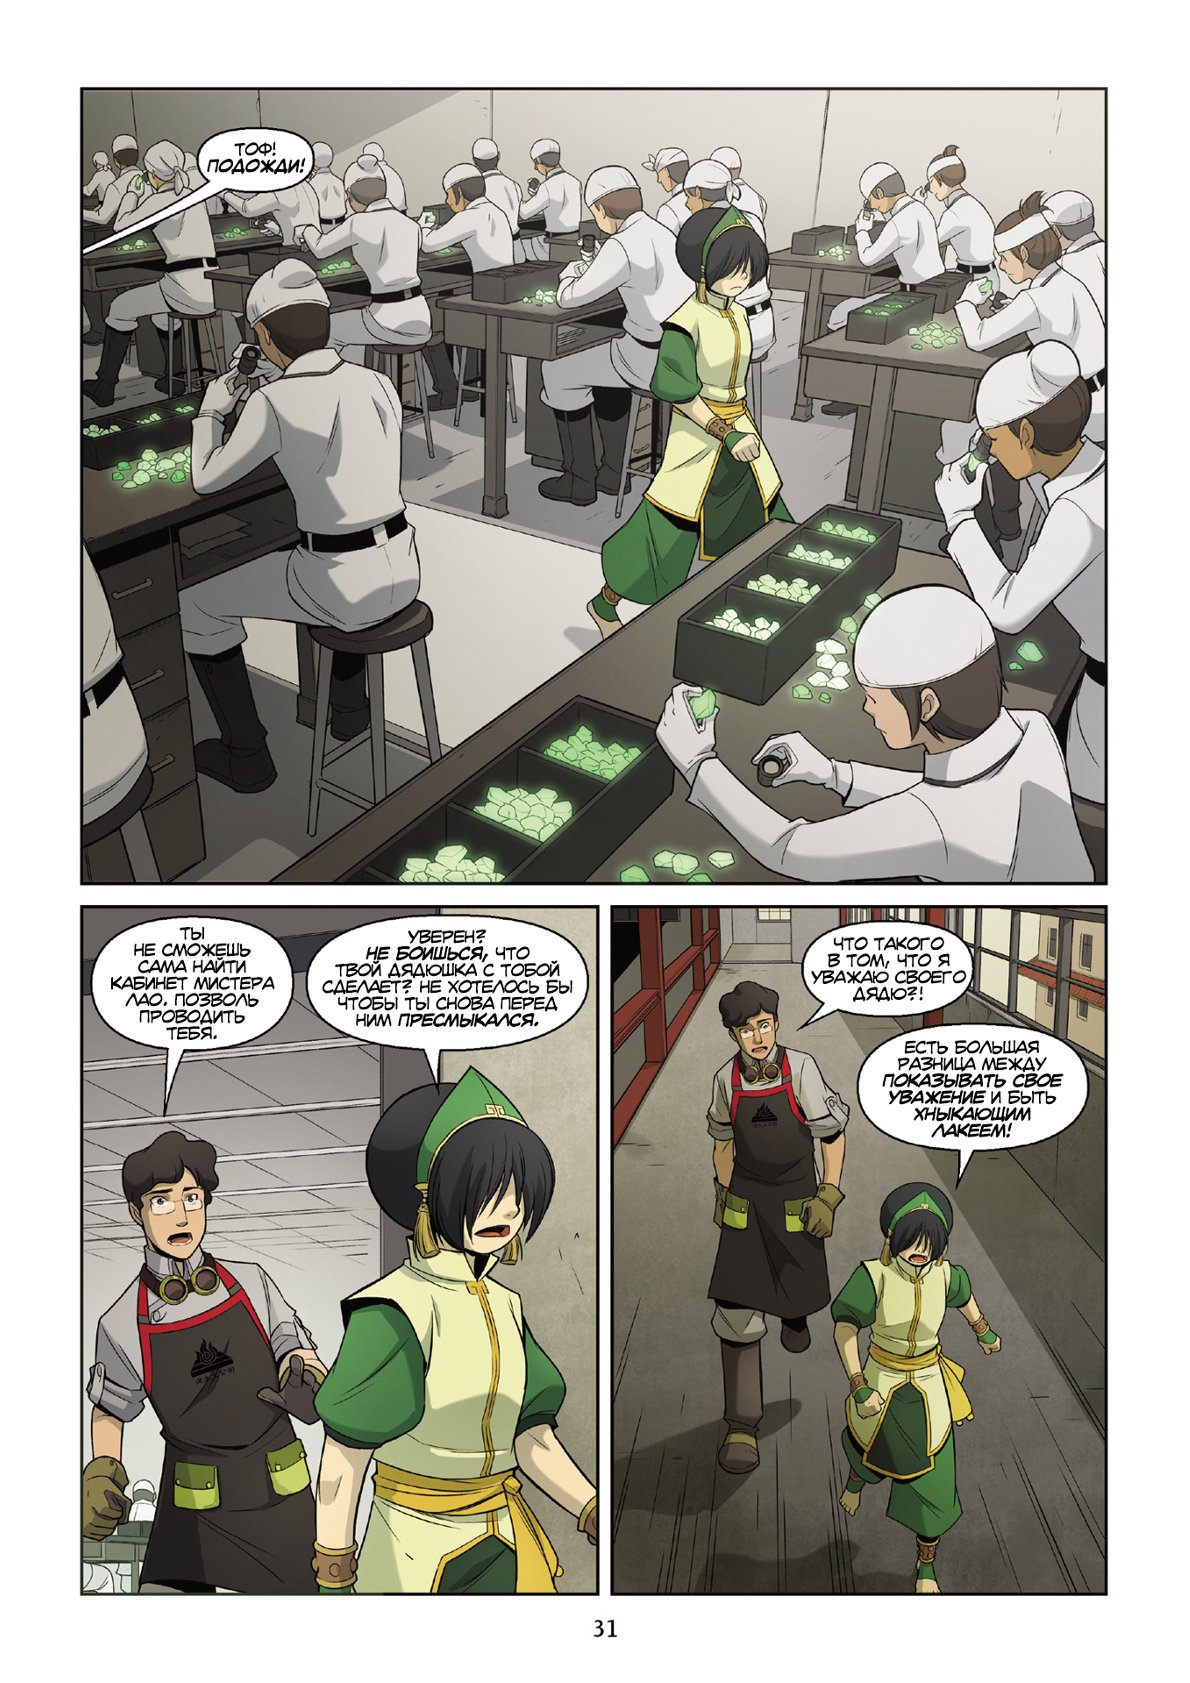 ТОФ!
ПОДОЖДИ!
ТЫ
НЕ СМОЖЕШЬ
САМА НАЙТИ
КАБИНЕТ МИСТЕРА
ЛАО. ПОЗВОЛЬ
ПРОВОДИТЬ
ТЕБЯ.
УВЕРЕН?
НЕ БОИШЬСЯ, ЧТО
ТВОЙ ДЯДЮШКА С ТОБОЙ
СДЕЛАЕТ? НЕ ХОТЕЛОСЬ БЫ
ЧТОБЫ ТЫ СНОВА ПЕРЕД
НИМ ПРЕСМЫКАЛСЯ.
ЧТО ТАКОГО
В ТОМ, ЧТО Я
УВАЖАЮ СВОЕГО
ДЯДЮ?!
ЕСТЬ БОЛЬШАЯ
РАЗНИЦА МЕЖДУ
ПОКАЗЫВАТЬ СВОЕ
УВАЖЕНИЕ И БЫТЬ
ХНЫКАЮЩИМ
ЛАКЕЕМ!
31